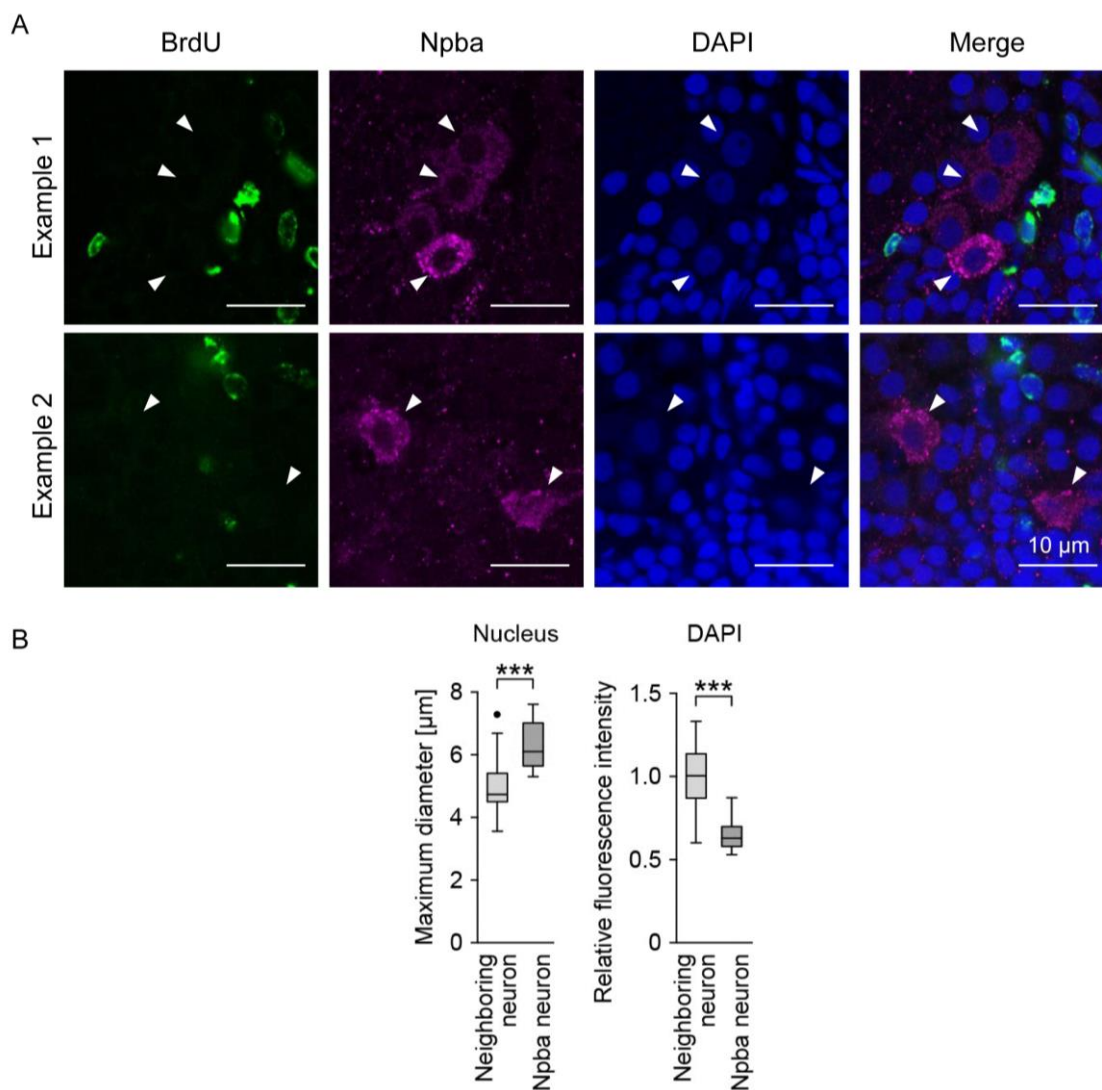 A
BrdU Npba DAPI Merge
Example 1
Example 2
10 µm
B
Nucleus
***
Maximum diameter [µm]
8
6
4
2
0
Neighboring
neuron
Npba neuron
DAPI
***
Relative fluorescence intensity
1.5
1.0
0.5
0
Neighboring
neuron
Npba neuron